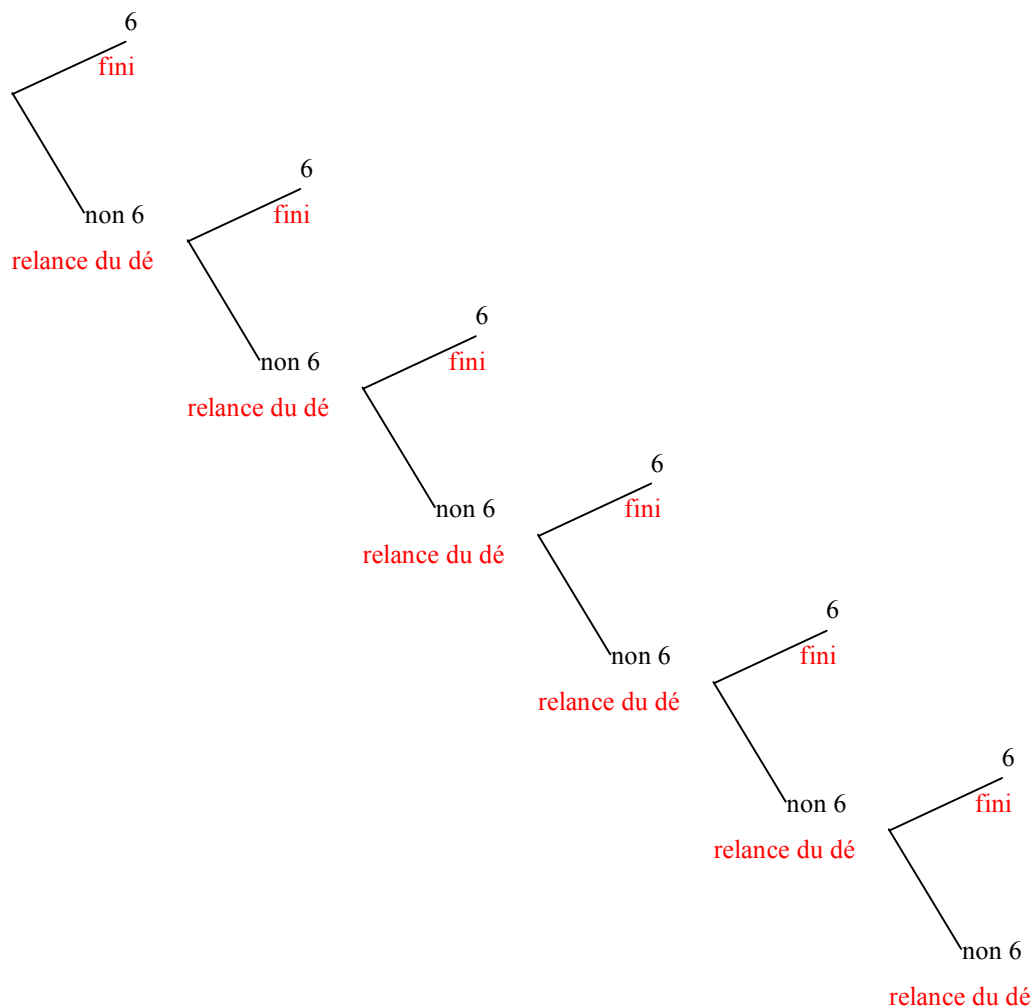 6
fini
non 6
relance du dé
6
fini
non 6
relance du dé
6
fini
non 6
relance du dé
6
fini
non 6
relance du dé
6
fini
non 6
relance du dé
6
fini
non 6
relance du dé